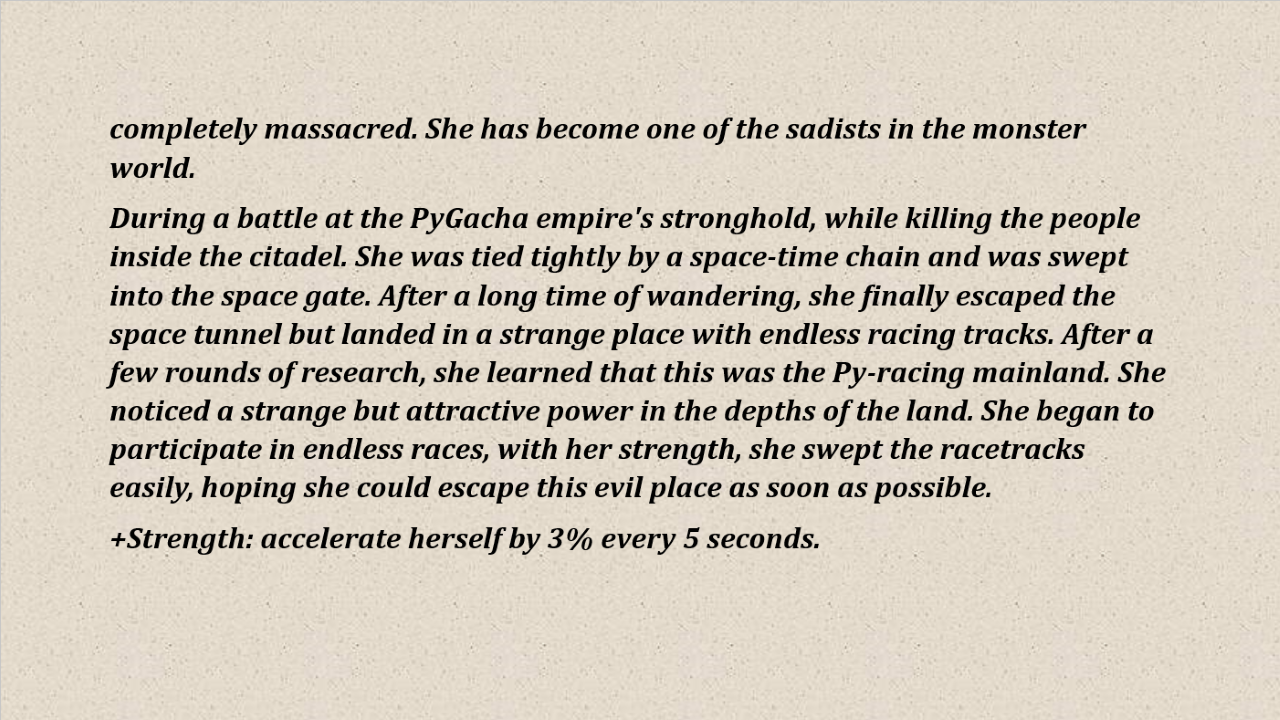 completely massacred. She has become one of the sadists in the monster
world.
During a battle at the PyGacha empire's stronghold, while killing the people
inside the citadel. She was tied tightly by a space-time chain and was swept
into the space gate. After a long time of wandering, she finally escaped the
space tunnel but landed in a strange place with endless racing tracks. After a
few rounds of research, she learned that this was the Py-racing mainland. She
noticed a strange but attractive power in the depths of the land. She began to
participate in endless races, with her strength, she swept the racetracks
easily, hoping she could escape this evil place as soon as possible.
+Strength: accelerate herself by 3% every 5 seconds.